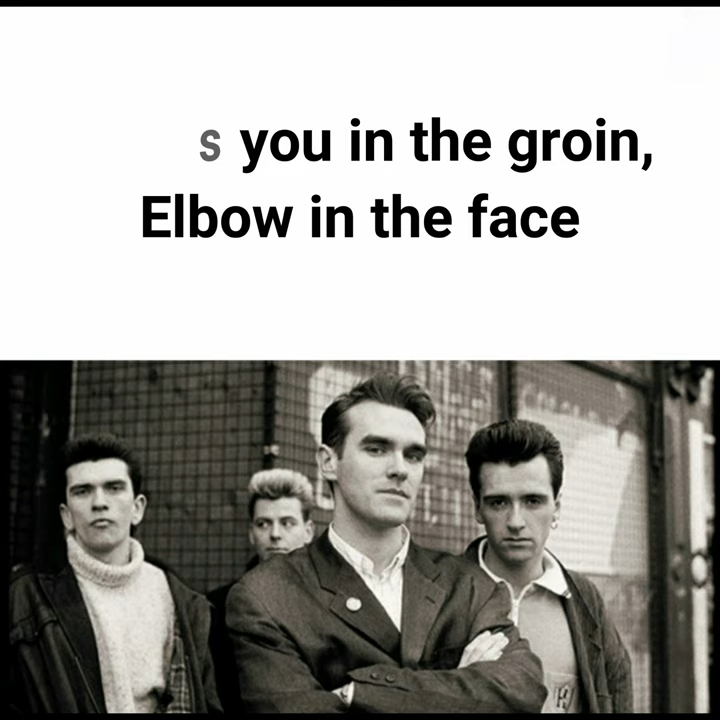 s you in the groin,
Elbow in the face